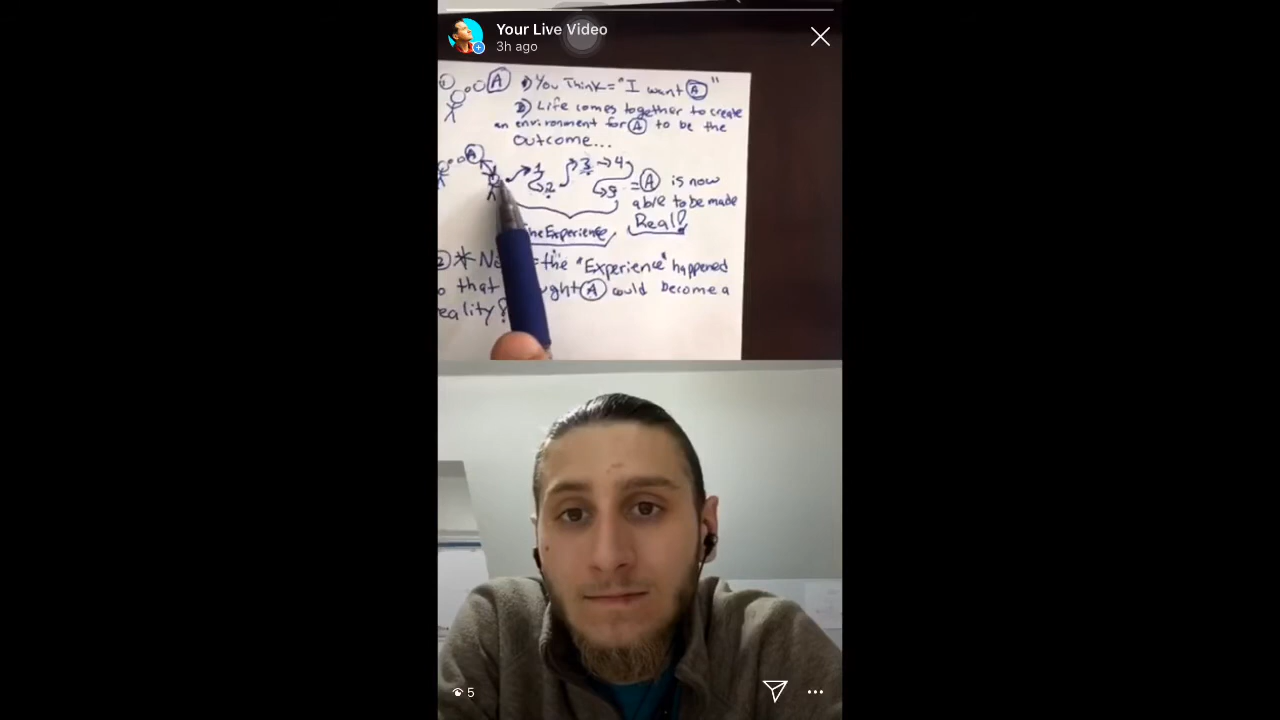 Your Live Video
3h ago
A 1) You Think = "I want A"
2) Life comes together to create
an environment for A to be the
outcome...
A 1 2 3 → 4 5 = A is now
able to be made
The Experience Real!
2) * = the "Experience" happened
that A could become a
reality!
5